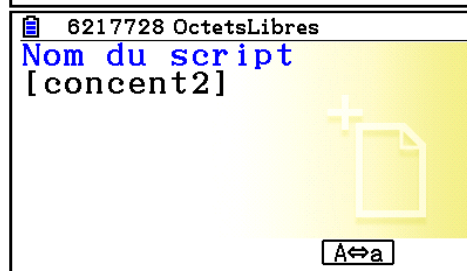 6217728 OctetsLibres
Nom du script
[concent2]
A⇔a